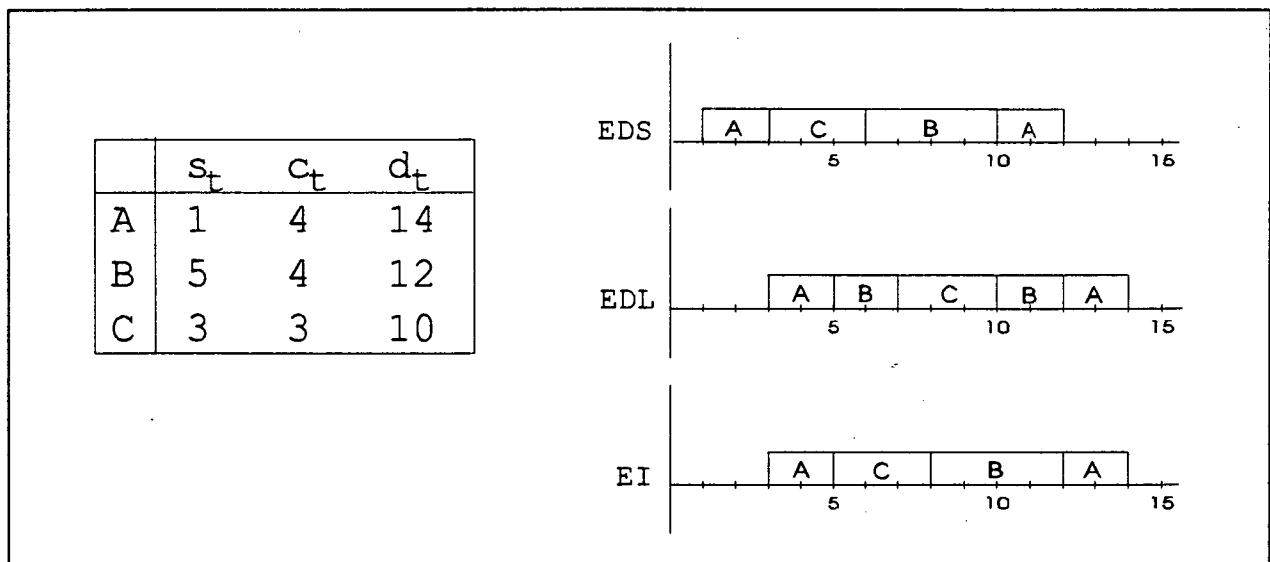 s_t c_t d_t
A 1 4 14
B 5 4 12
C 3 3 10
EDS
A C B A
5 10 15
EDL
A B C B A
5 10 15
EI
A C B A
5 10 15